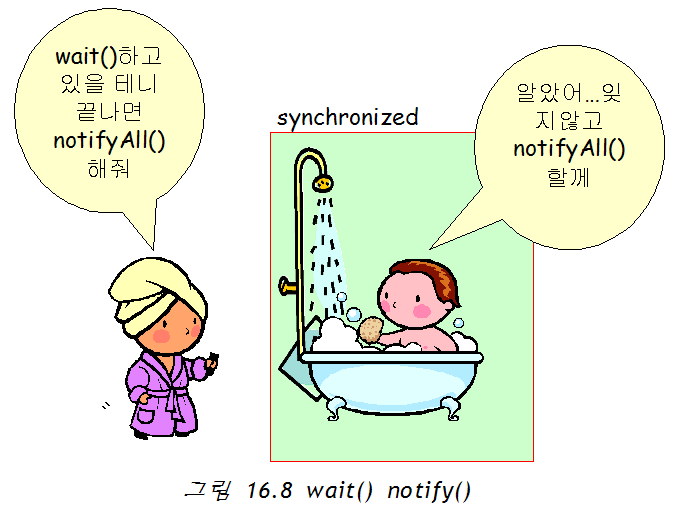 wait()하고
있을 테니
끝나면
notifyAll()
해줘
synchronized
알았어...잊
지않고
notifyAll()
할께
그림 16.8 wait() notify()